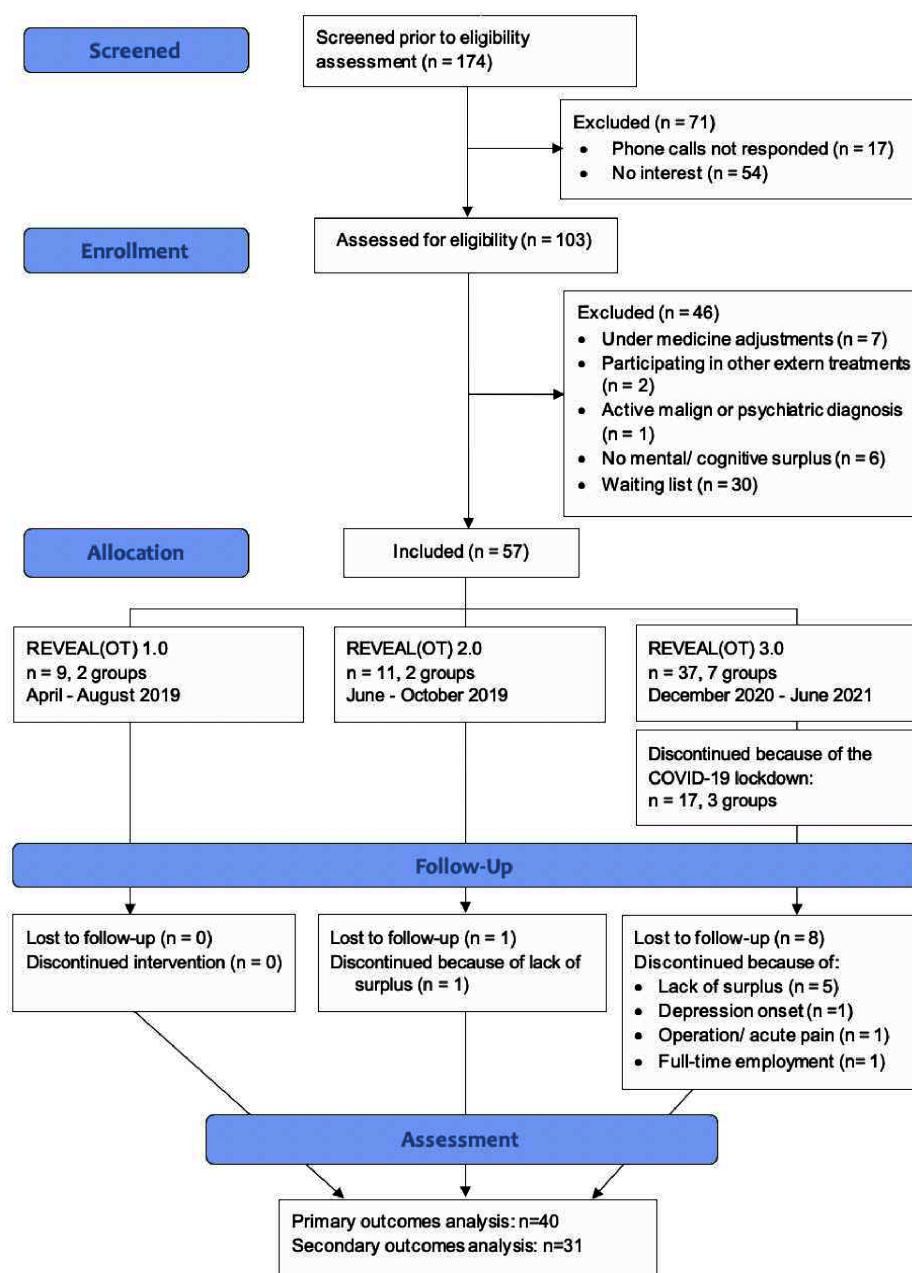 Screened
Screened prior to eligibility
assessment (n = 174)
Excluded (n = 71)
• Phone calls not responded (n = 17)
• No interest (n = 54)
Enrollment
Assessed for eligibility (n = 103)
Excluded (n = 46)
• Under medicine adjustments (n = 7)
• Participating in other extern treatments
(n = 2)
• Active malign or psychiatric diagnosis
(n = 1)
• No mental/ cognitive surplus (n = 6)
• Waiting list (n = 30)
Allocation
Included (n = 57)
REVEAL(OT) 1.0
n = 9, 2 groups
April - August 2019
REVEAL(OT) 2.0
n = 11, 2 groups
June - October 2019
REVEAL(OT) 3.0
n = 37, 7 groups
December 2020 - June 2021
Discontinued because of the
COVID-19 lockdown:
n = 17, 3 groups
Follow-Up
Lost to follow-up (n = 0)
Discontinued intervention (n = 0)
Lost to follow-up (n = 1)
Discontinued because of lack of
surplus (n = 1)
Lost to follow-up (n = 8)
Discontinued because of:
• Lack of surplus (n = 5)
• Depression onset (n =1)
• Operation/ acute pain (n = 1)
• Full-time employment (n= 1)
Assessment
Primary outcomes analysis: n=40
Secondary outcomes analysis: n=31